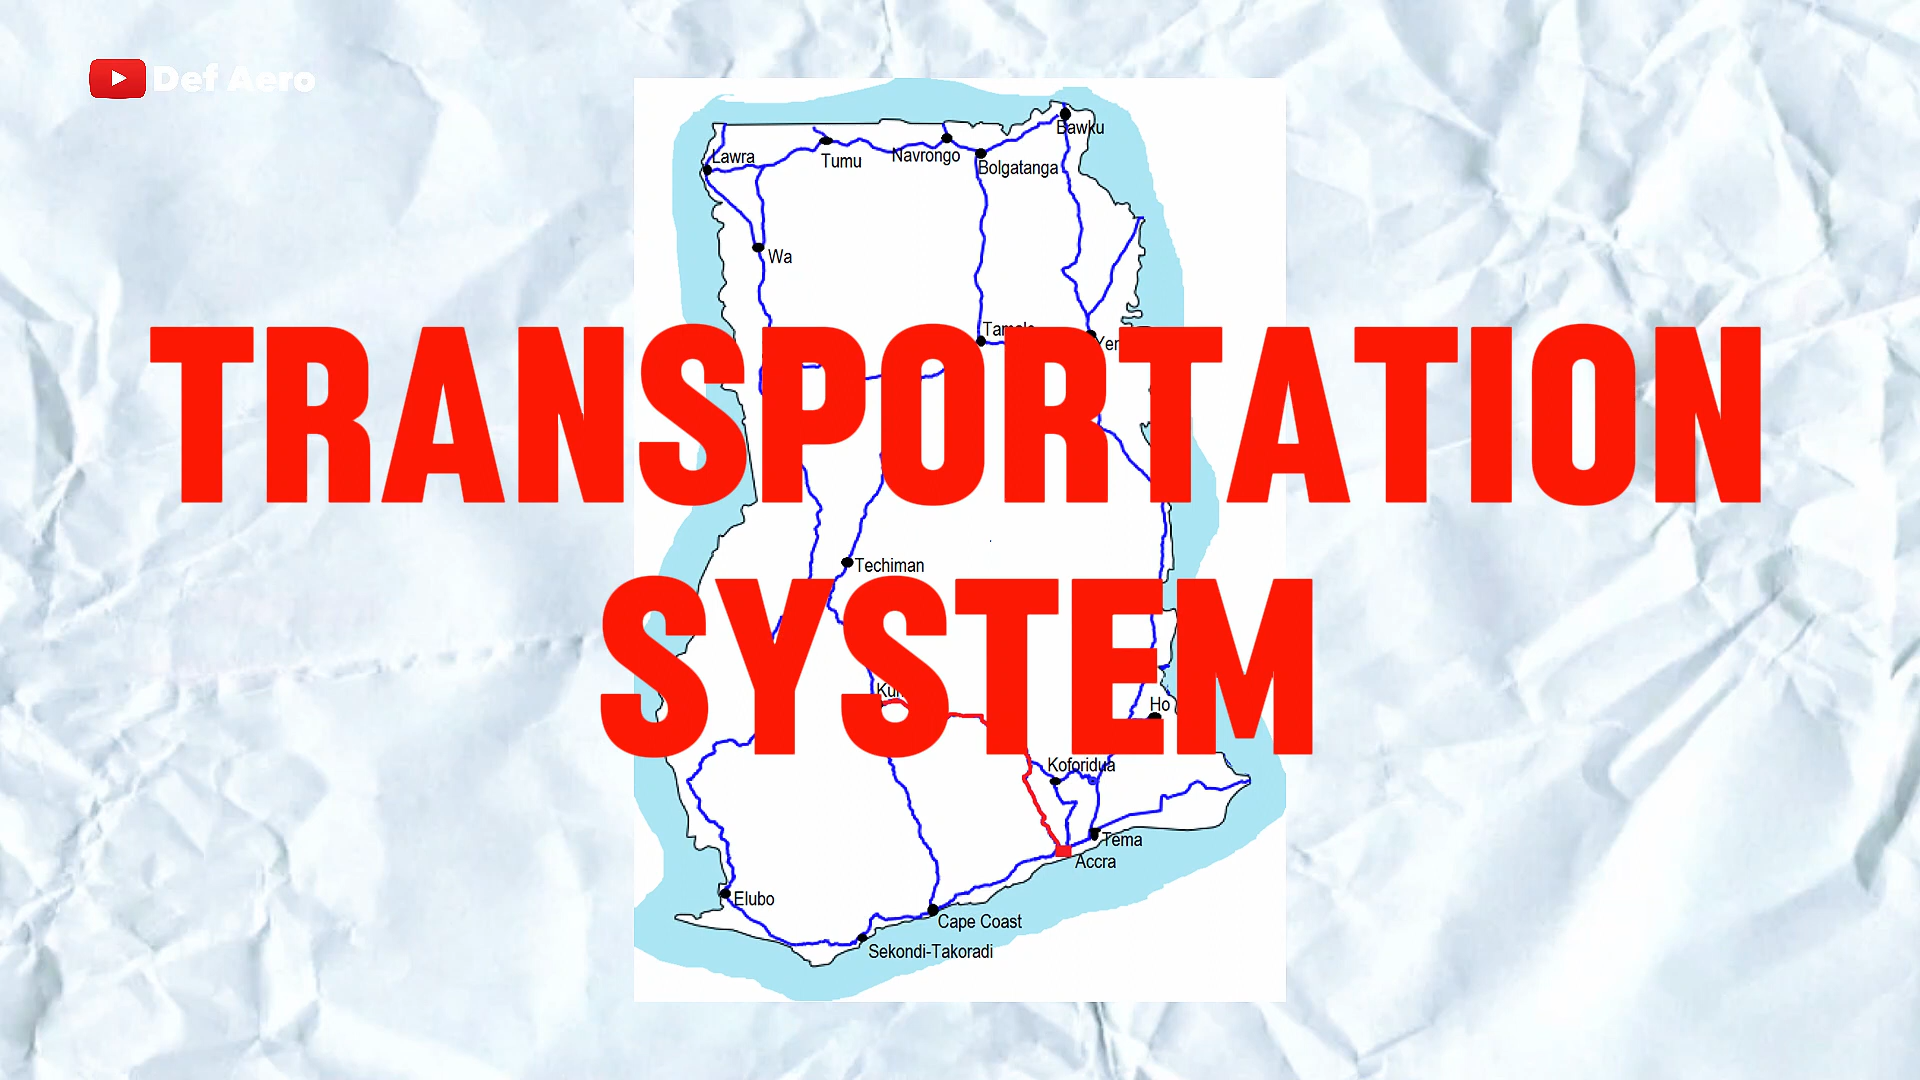 Def Aero
Bawku
Lawra
Tumu
Navrongo
Bolgatanga
Wa
TRANSPORTATION
Techiman
SYSTEM
Ho
Koforidua
Tema
Accra
Elubo
Cape Coast
Sekondi-Takoradi